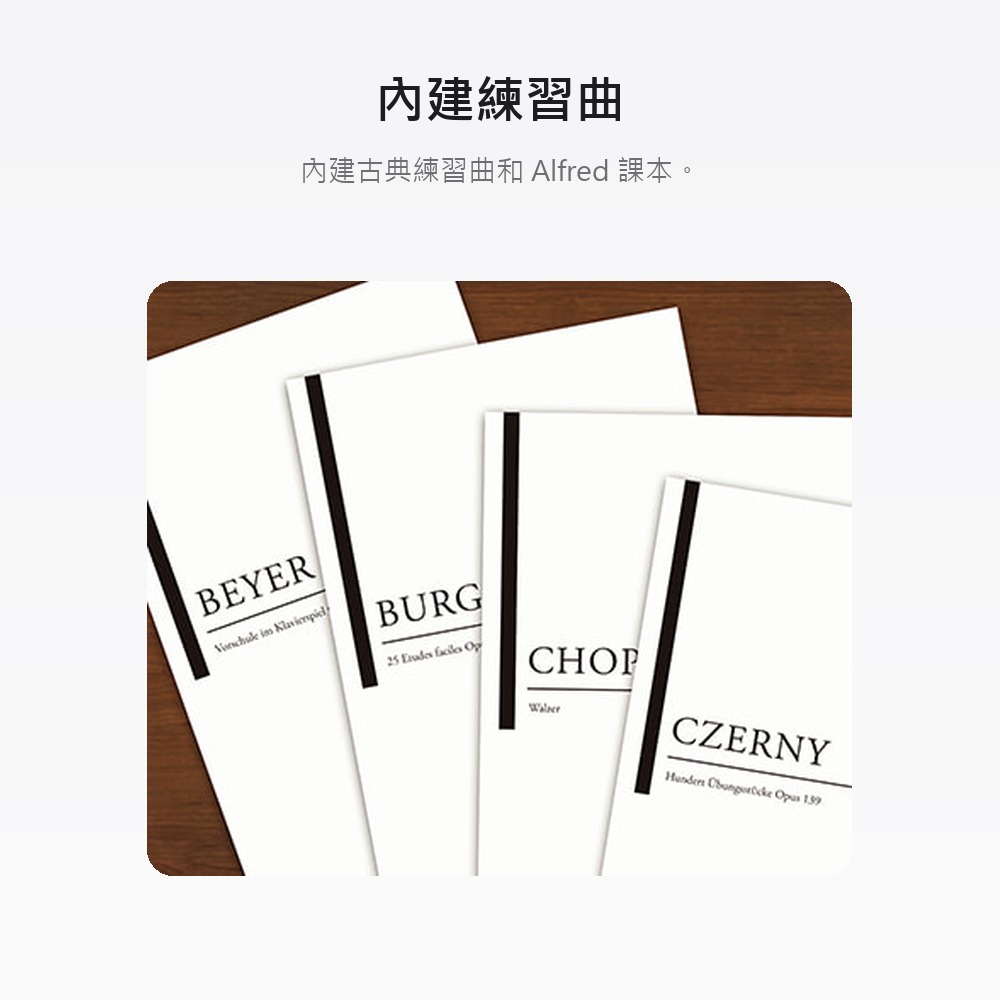 內建練習曲
內建古典練習曲和 Alfred 課本。
BEYER
Vorschule im Klavierspiel
BURG
25 Etudes faciles Op
CHOP
Walzer
CZERNY
Hundert Übungsstücke Opus 139